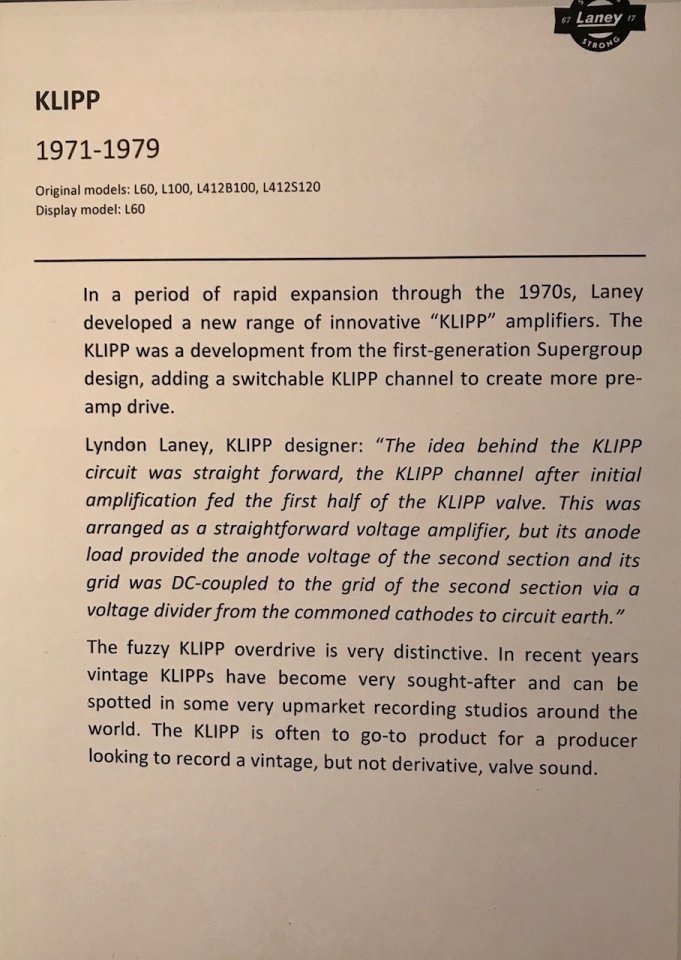 67 Laney 17
STRONG
KLIPP
1971-1979
Original models: L60, L100, L412B100, L412S120
Display model: L60
In a period of rapid expansion through the 1970s, Laney
developed a new range of innovative “KLIPP” amplifiers. The
KLIPP was a development from the first-generation Supergroup
design, adding a switchable KLIPP channel to create more pre-
amp drive.
Lyndon Laney, KLIPP designer: “The idea behind the KLIPP
circuit was straight forward, the KLIPP channel after initial
amplification fed the first half of the KLIPP valve. This was
arranged as a straightforward voltage amplifier, but its anode
load provided the anode voltage of the second section and its
grid was DC-coupled to the grid of the second section via a
voltage divider from the commoned cathodes to circuit earth.”
The fuzzy KLIPP overdrive is very distinctive. In recent years
vintage KLIPPs have become very sought-after and can be
spotted in some very upmarket recording studios around the
world. The KLIPP is often to go-to product for a producer
looking to record a vintage, but not derivative, valve sound.